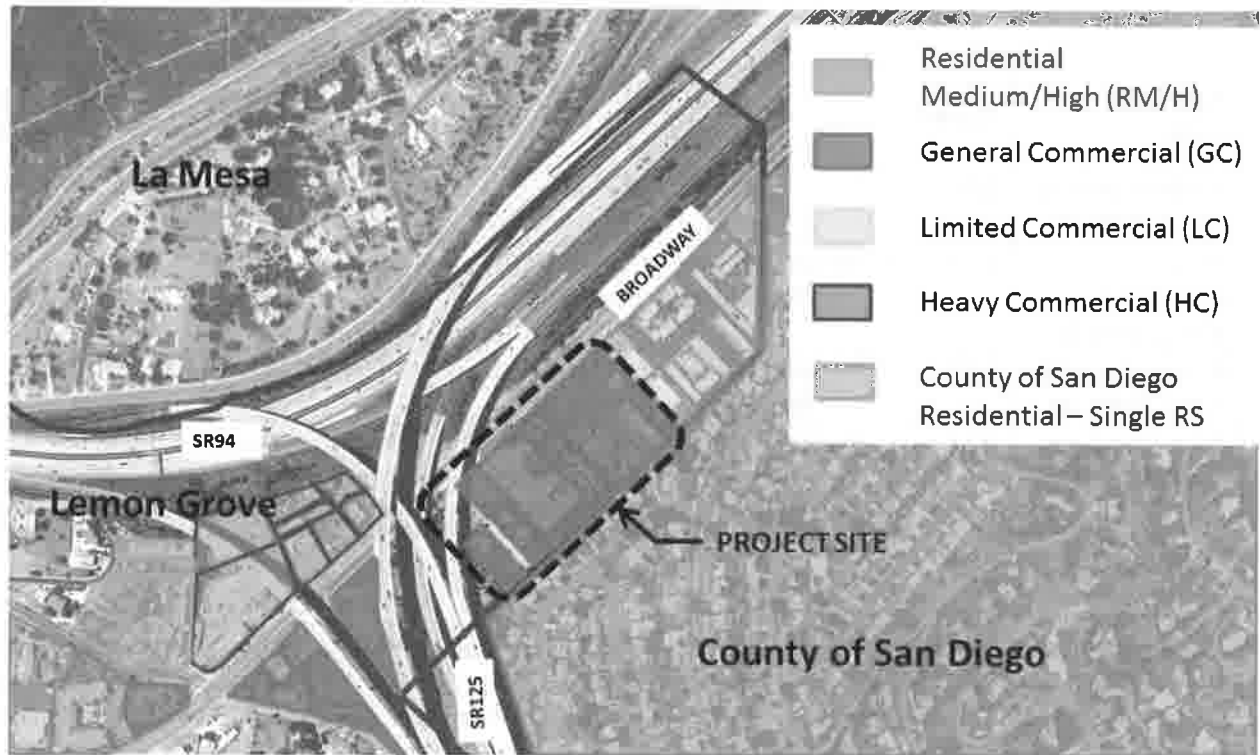 Residential
Medium/High (RM/H)
General Commercial (GC)
Limited Commercial (LC)
Heavy Commercial (HC)
County of San Diego
Residential – Single RS
La Mesa
BROADWAY
SR94
Lemon Grove
PROJECT SITE
County of San Diego
SR125